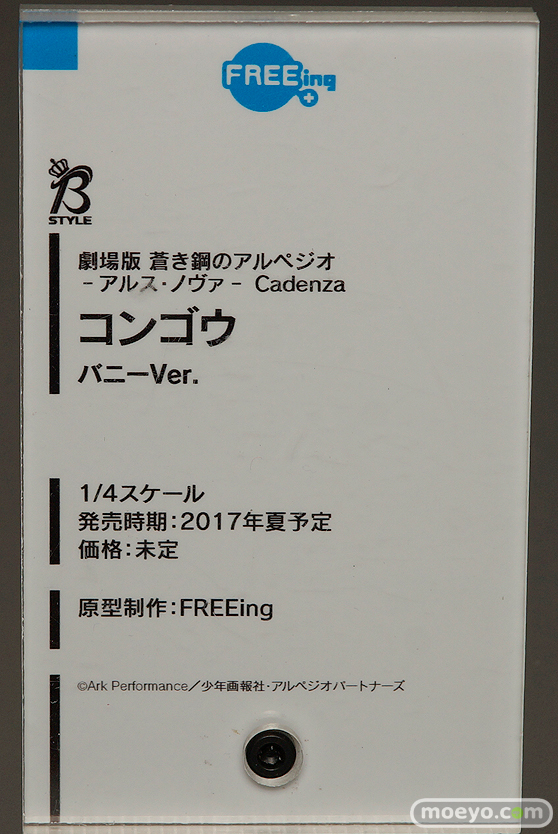 FREEing
B
STYLE
劇場版 蒼き鋼のアルペジオ
- アルス・ノヴァ - Cadenza
コンゴウ
バニーVer.
1/4スケール
発売時期：2017年夏予定
価格：未定
原型制作：FREEing
©Ark Performance／少年画報社・アルペジオパートナーズ
moeyo.com